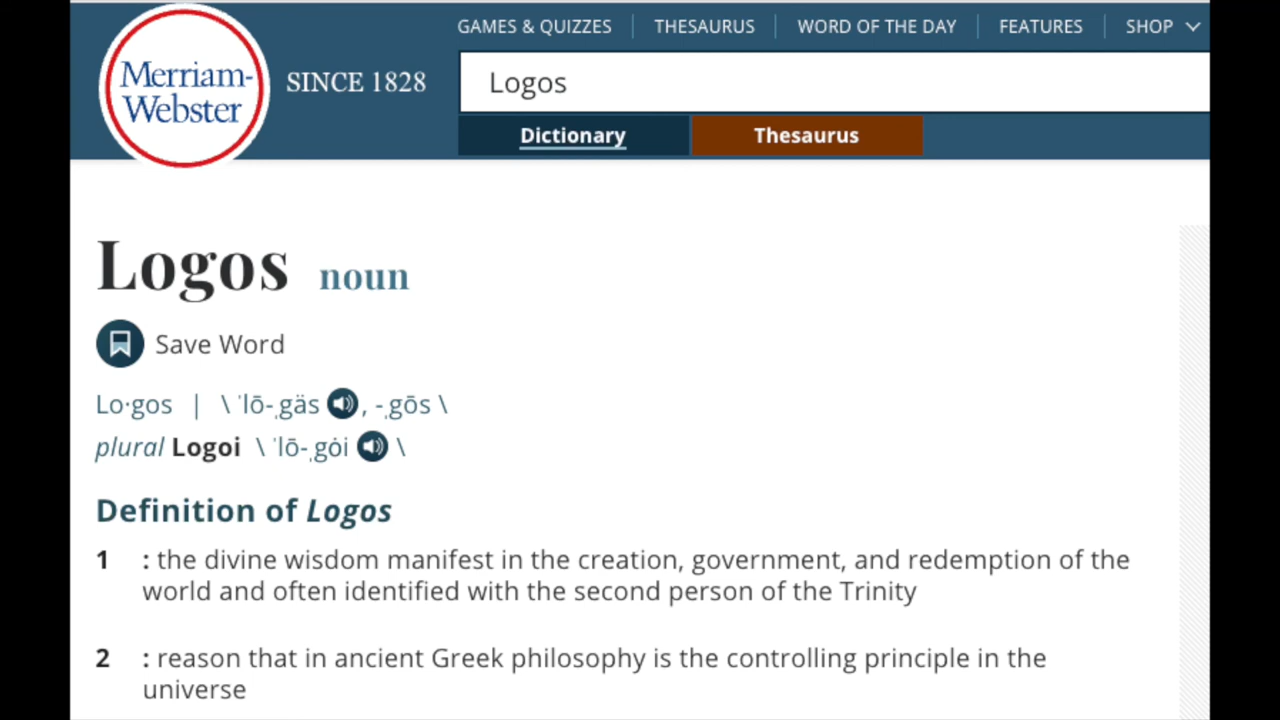 GAMES & QUIZZES | THESAURUS | WORD OF THE DAY | FEATURES | SHOP
Merriam-
Webster
SINCE 1828
Logos
Dictionary Thesaurus
Logos noun
Save Word
Lo·gos | \ ˈlō-ˌgäs , -ˌgōs \
plural Logoi \ ˈlō-ˌgȯi \
Definition of Logos
1 : the divine wisdom manifest in the creation, government, and redemption of the
world and often identified with the second person of the Trinity
2 : reason that in ancient Greek philosophy is the controlling principle in the
universe